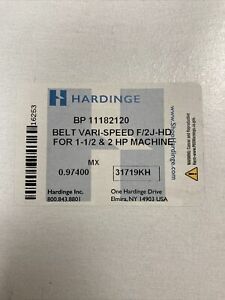 HARDINGE
BP 11182120
BELT VARI-SPEED F/2J-HD
FOR 1-1/2 & 2 HP MACHINE
MX
0.97400
31719KH
Hardinge Inc.
800.843.8801
One Hardinge Drive
Elmira, NY 14903 USA
16253
www.ShopHardinge.com